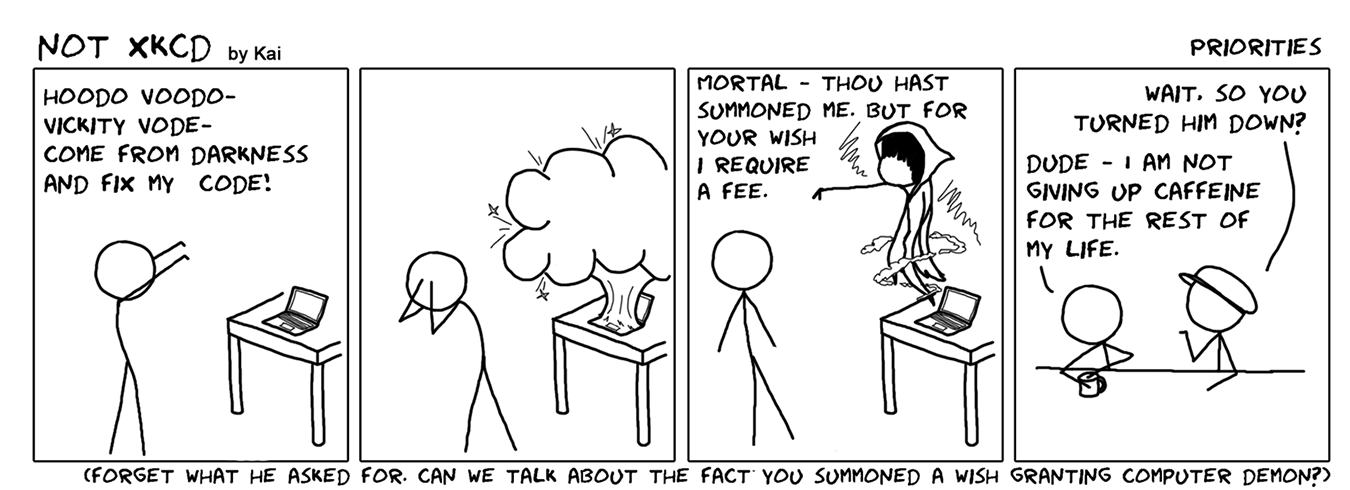 NOT XKCD by Kai
PRIORITIES
HOODO VOODO-
VICKITY VODE-
COME FROM DARKNESS
AND FIX MY CODE!
MORTAL - THOU HAST
SUMMONED ME. BUT FOR
YOUR WISH
I REQUIRE
A FEE.
WAIT. SO YOU
TURNED HIM DOWN?
DUDE - I AM NOT
GIVING UP CAFFEINE
FOR THE REST OF
MY LIFE.
(FORGET WHAT HE ASKED FOR. CAN WE TALK ABOUT THE FACT YOU SUMMONED A WISH GRANTING COMPUTER DEMON?)